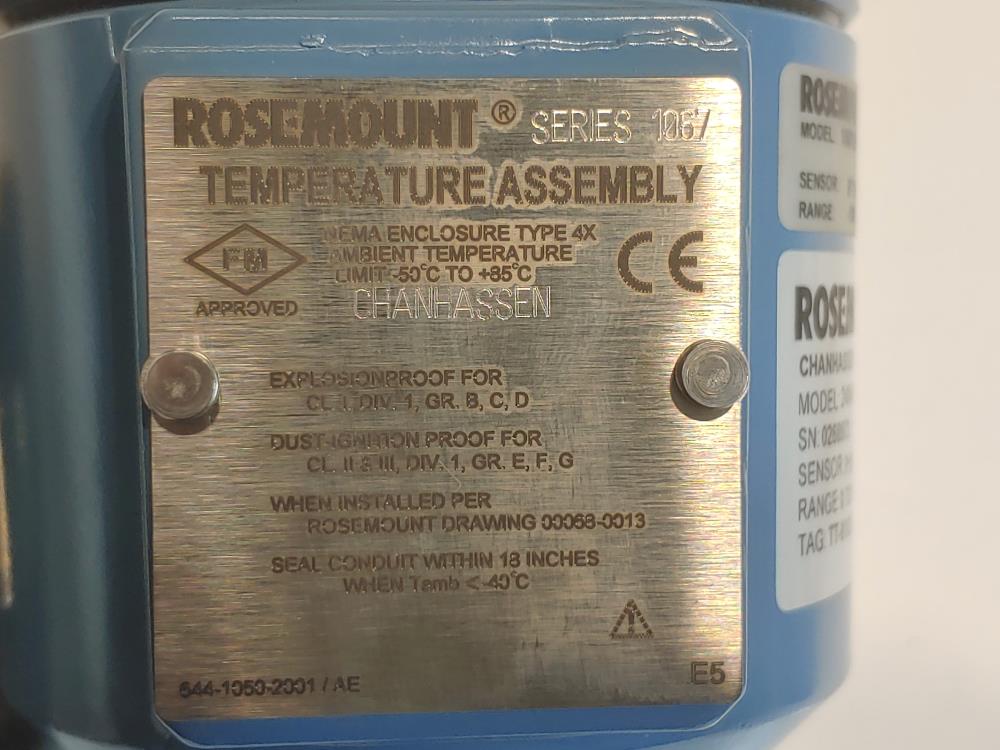 ROSEMOUNT® SERIES 1067
TEMPERATURE ASSEMBLY
NEMA ENCLOSURE TYPE 4X
AMBIENT TEMPERATURE
LIMIT -50°C TO +85°C
CHANHASSEN
FM
APPROVED
CE
EXPLOSIONPROOF FOR
CL. I, DIV. 1, GR. B, C, D
DUST-IGNITION PROOF FOR
CL. II & III, DIV. 1, GR. E, F, G
WHEN INSTALLED PER
ROSEMOUNT DRAWING 00068-0013
SEAL CONDUIT WITHIN 18 INCHES
WHEN Tamb < -40°C
644-1050-2001 / AE
E5
MODEL
SENSOR
RANGE
MODEL
SN:
SENSOR
RANGE
TAG: